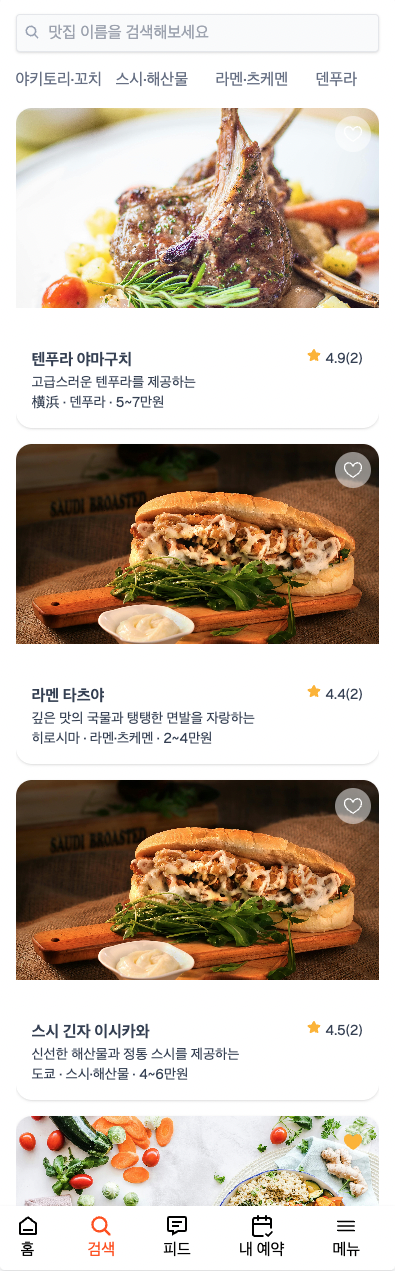 맛집 이름을 검색해보세요
야키토리·꼬치 스시·해산물 라멘·츠케멘 덴푸라
텐푸라 야마구치 4.9(2)
고급스러운 텐푸라를 제공하는
横浜 · 덴푸라 · 5~7만원
SAUDI BROASTED
라멘 타츠야 4.4(2)
깊은 맛의 국물과 탱탱한 면발을 자랑하는
히로시마 · 라멘·츠케멘 · 2~4만원
SAUDI BROASTED
스시 긴자 이시카와 4.5(2)
신선한 해산물과 정통 스시를 제공하는
도쿄 · 스시·해산물 · 4~6만원
홈 검색 피드 내 예약 메뉴